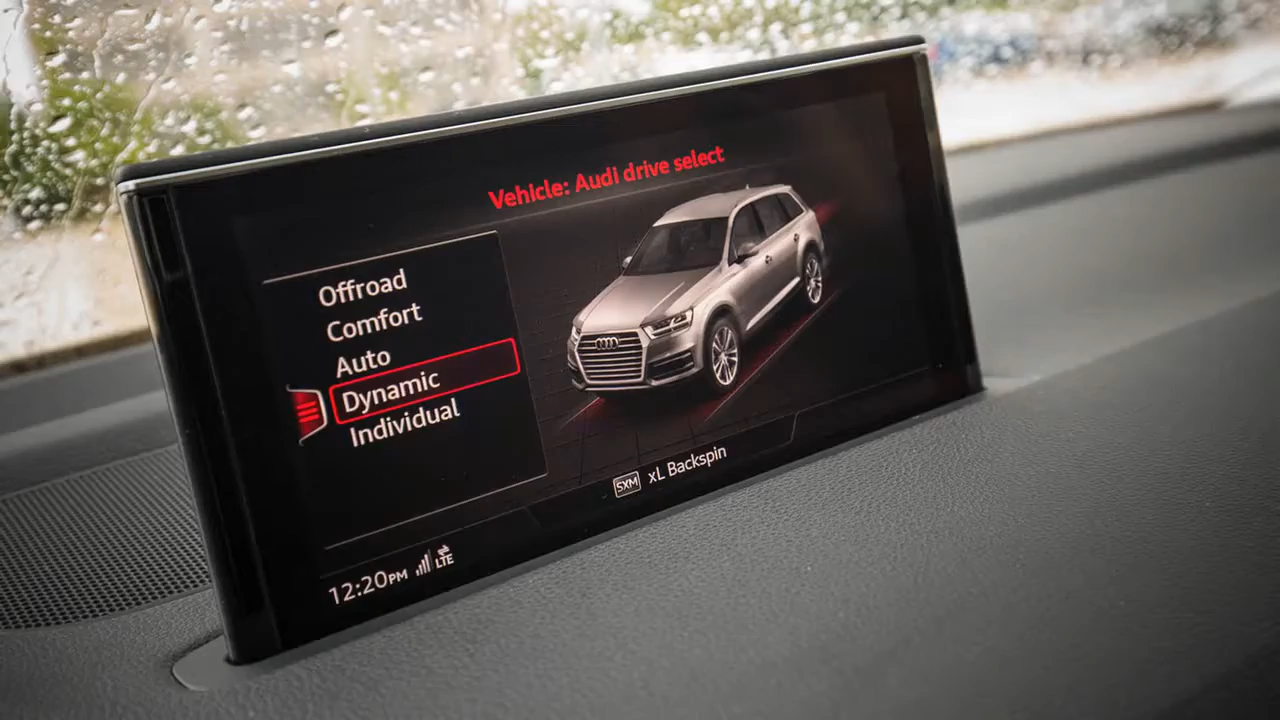 Vehicle: Audi drive select
Offroad
Comfort
Auto
Dynamic
Individual
SXM xL Backspin
12:20PM LTE